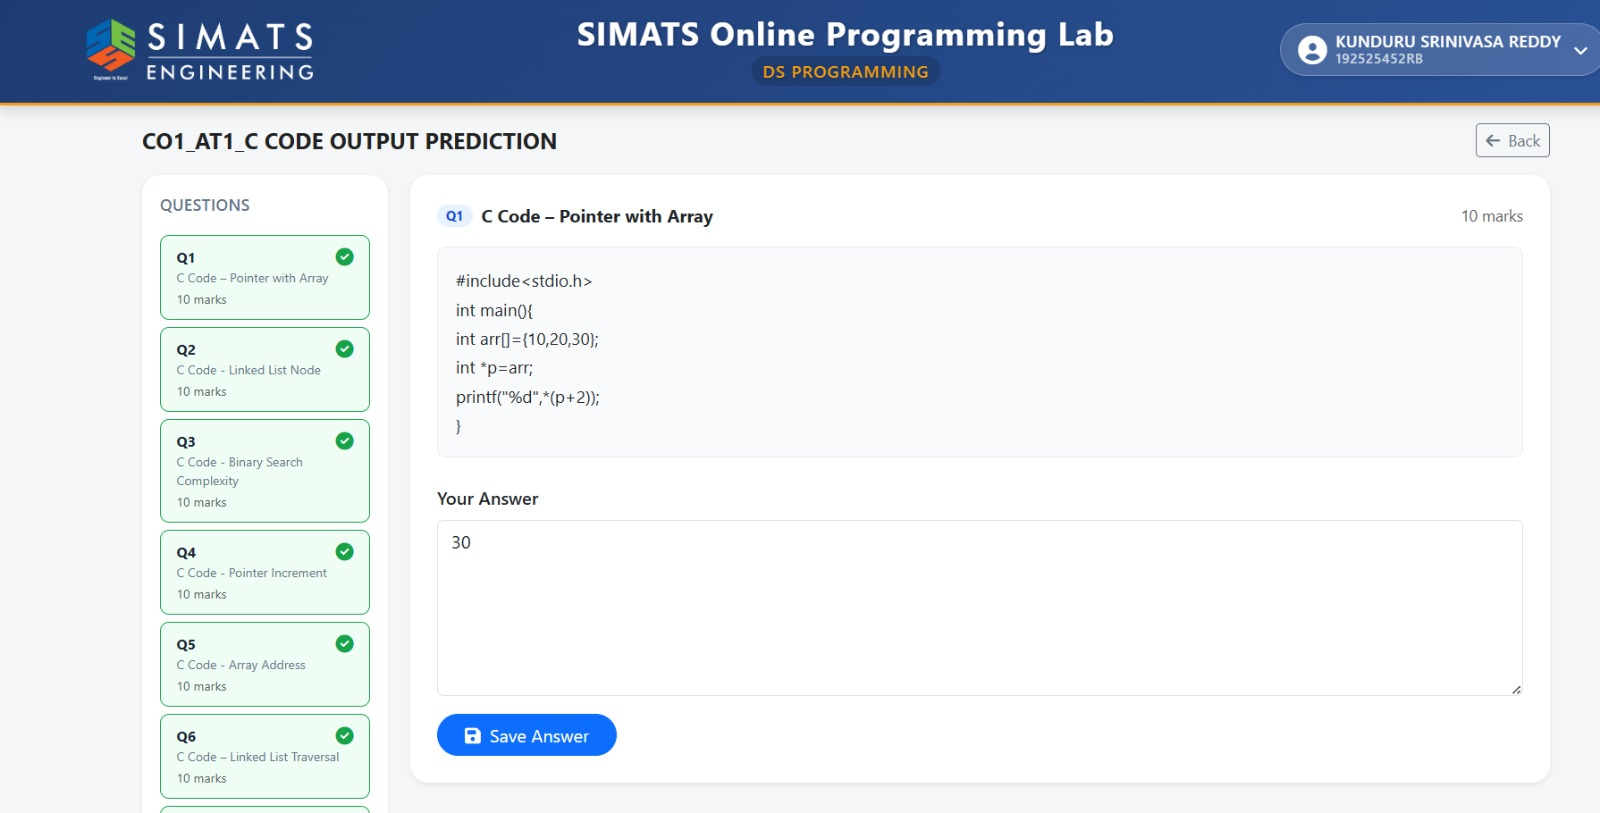 SIMATS
ENGINEERING
Engineer to Excel
SIMATS Online Programming Lab
DS PROGRAMMING
KUNDURU SRINIVASA REDDY
192525452RB
CO1_AT1_C CODE OUTPUT PREDICTION
Back
QUESTIONS
Q1
C Code – Pointer with Array
10 marks
Q2
C Code - Linked List Node
10 marks
Q3
C Code - Binary Search
Complexity
10 marks
Q4
C Code - Pointer Increment
10 marks
Q5
C Code - Array Address
10 marks
Q6
C Code – Linked List Traversal
10 marks
Q1 C Code – Pointer with Array
10 marks
#include<stdio.h>
int main(){
int arr[]={10,20,30};
int *p=arr;
printf("%d",*(p+2));
}
Your Answer
30
Save Answer